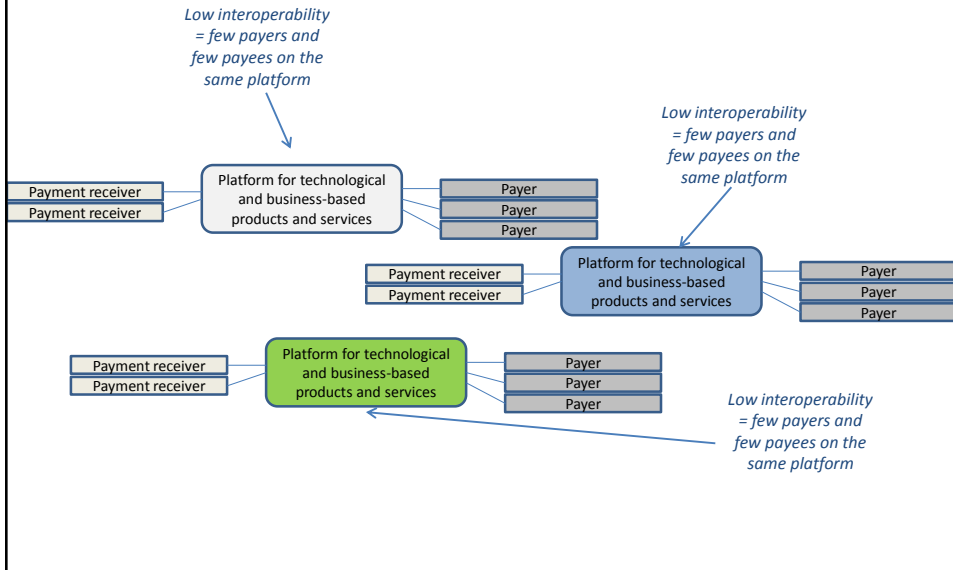 Low interoperability
= few payers and
few payees on the
same platform
Low interoperability
= few payers and
few payees on the
same platform
Payment receiver
Payment receiver
Platform for technological
and business-based
products and services
Payer
Payer
Payer
Payment receiver
Payment receiver
Platform for technological
and business-based
products and services
Payer
Payer
Payer
Payment receiver
Payment receiver
Platform for technological
and business-based
products and services
Payer
Payer
Payer
Low interoperability
= few payers and
few payees on the
same platform